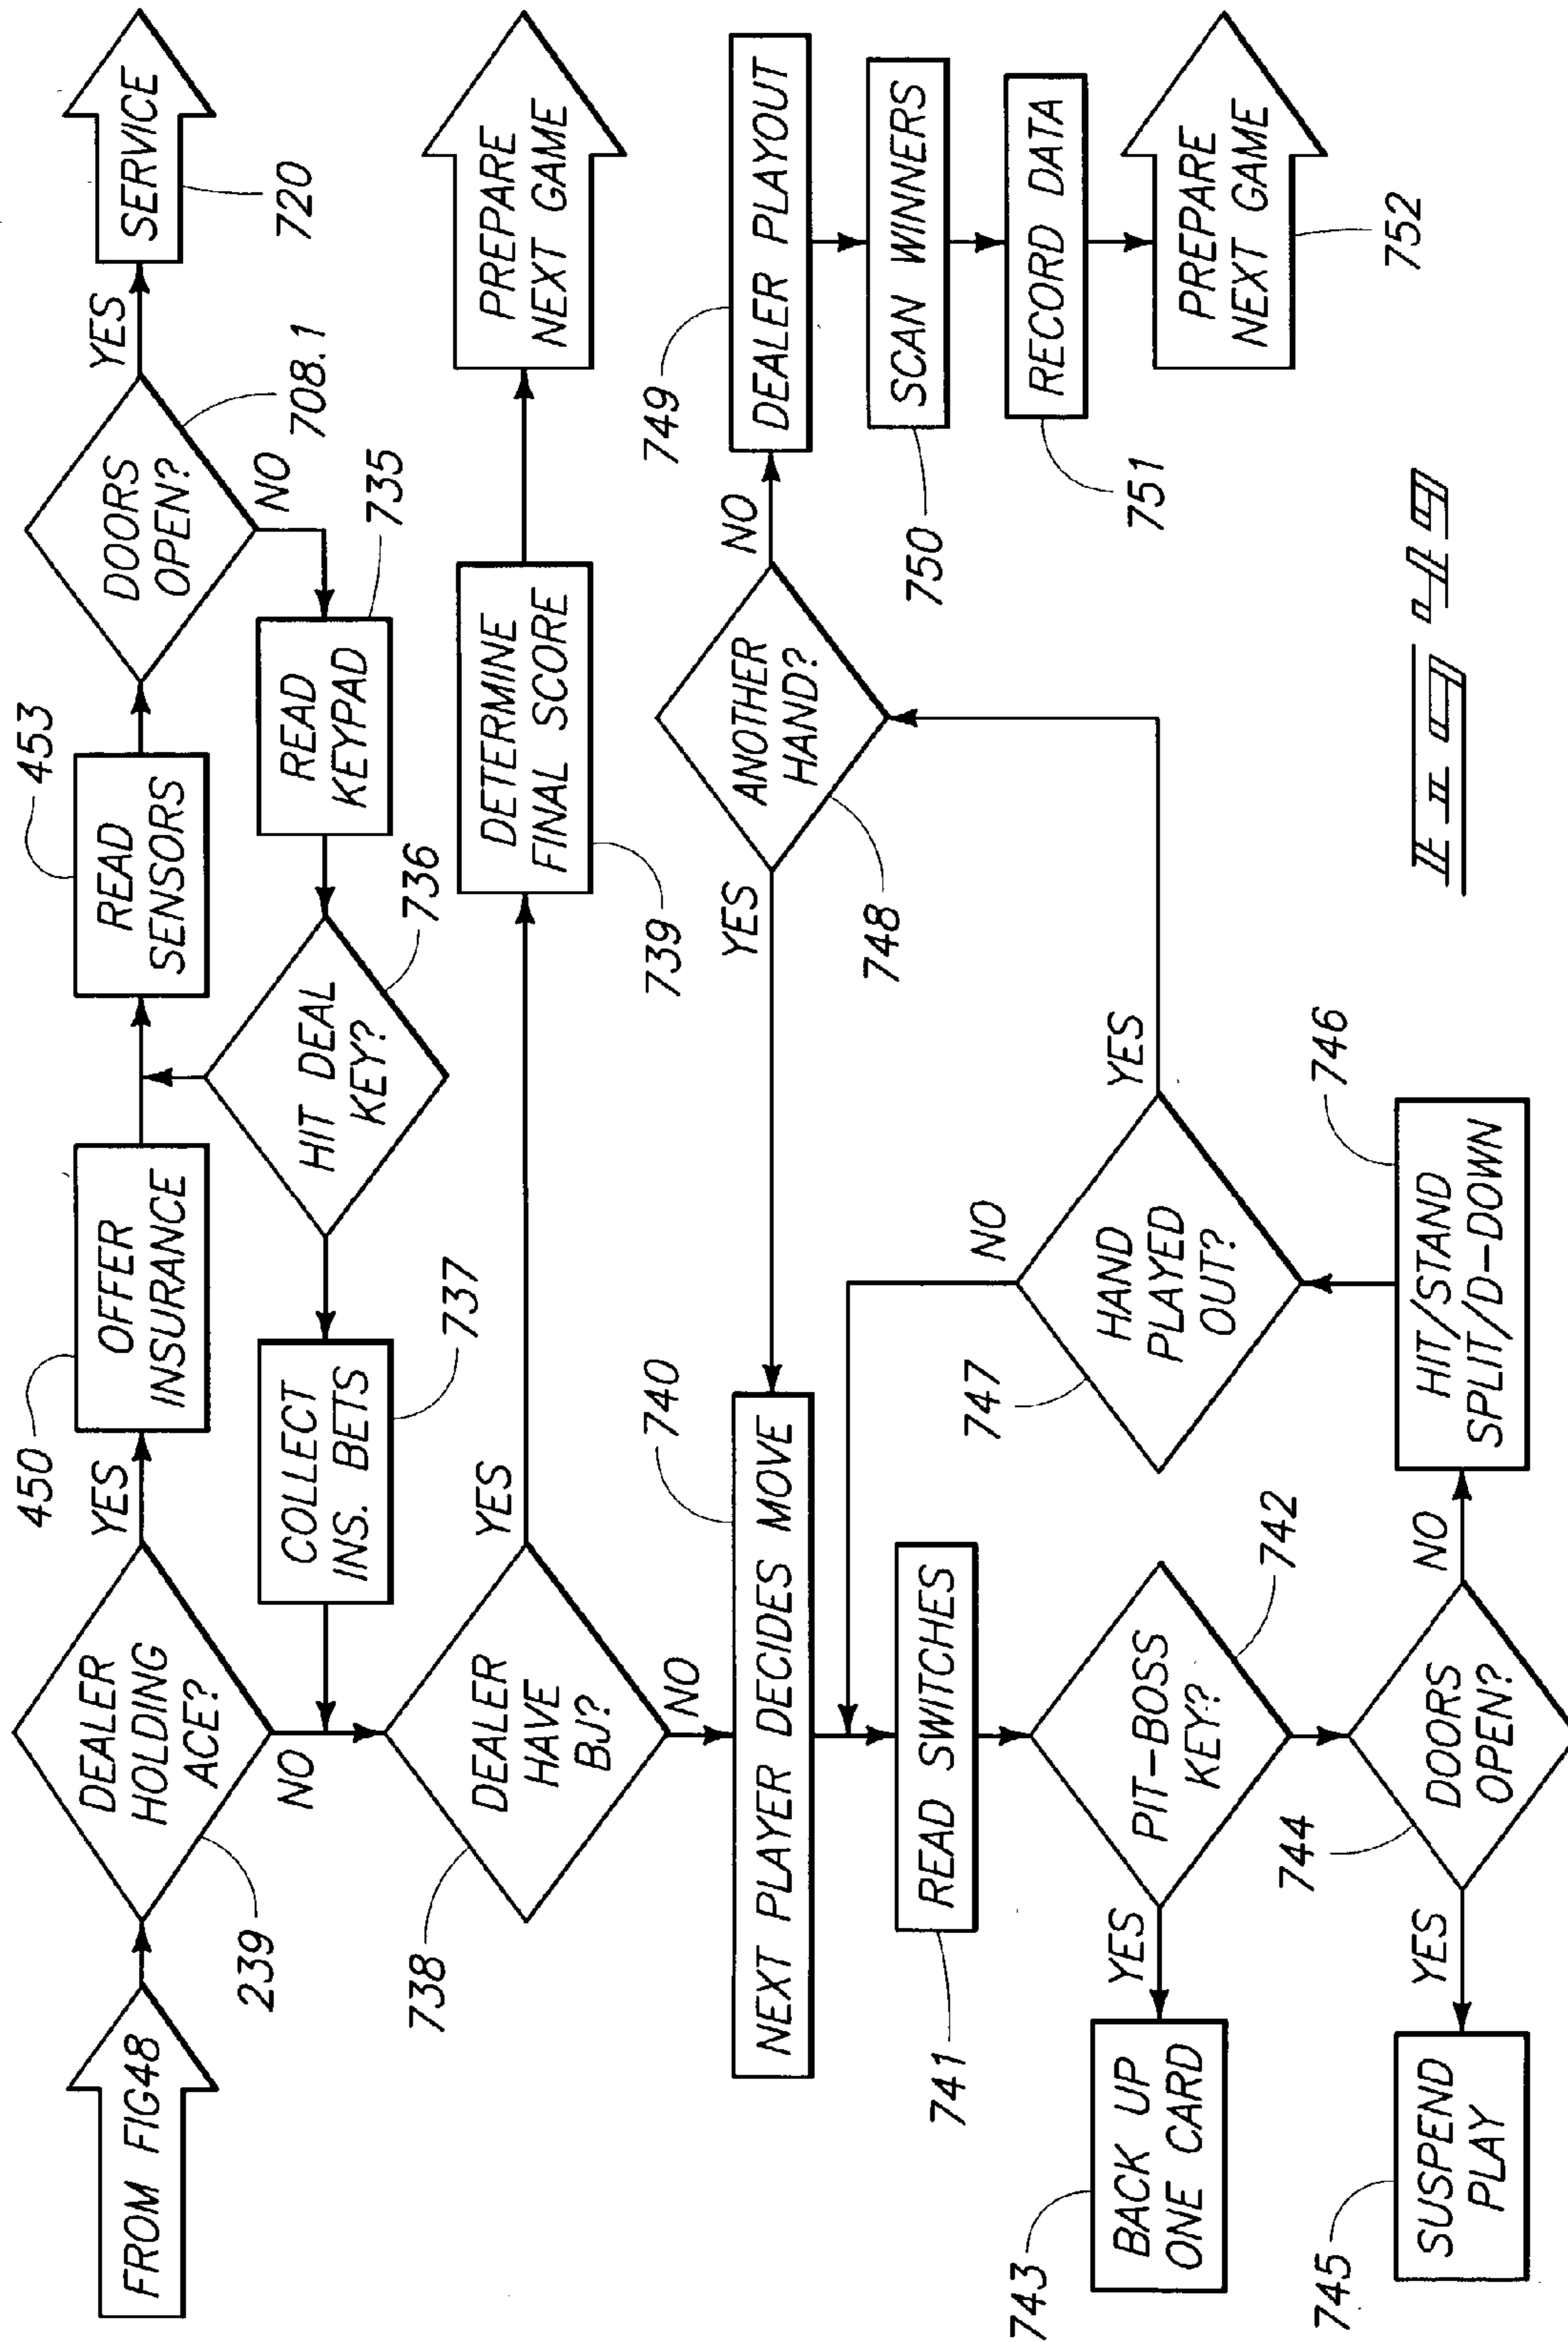 FROM FIG48
DEALER
HOLDING
ACE?
239
YES
NO
450
OFFER
INSURANCE
453
READ
SENSORS
DOORS
OPEN?
708.1
YES
SERVICE
720
NO
READ
KEYPAD
735
HIT DEAL
KEY?
736
COLLECT
INS. BETS
737
DEALER
HAVE
BJ?
738
YES
DETERMINE
FINAL SCORE
739
PREPARE
NEXT GAME
NO
NEXT PLAYER DECIDES MOVE
740
YES
ANOTHER
HAND?
748
NO
749
DEALER PLAYOUT
750
SCAN WINNERS
751
RECORD DATA
PREPARE
NEXT GAME
752
READ SWITCHES
741
PIT-BOSS
KEY?
742
YES
743
BACK UP
ONE CARD
744
DOORS
OPEN?
YES
745
SUSPEND
PLAY
NO
HIT/STAND
SPLIT/D-DOWN
746
747
HAND
PLAYED
OUT?
NO
YES